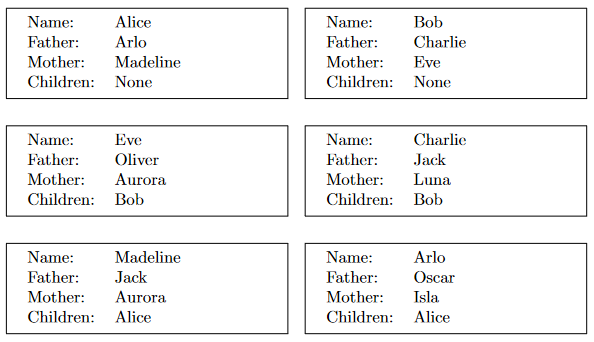 Name: Alice
Father: Arlo
Mother: Madeline
Children: None
Name: Bob
Father: Charlie
Mother: Eve
Children: None
Name: Eve
Father: Oliver
Mother: Aurora
Children: Bob
Name: Charlie
Father: Jack
Mother: Luna
Children: Bob
Name: Madeline
Father: Jack
Mother: Aurora
Children: Alice
Name: Arlo
Father: Oscar
Mother: Isla
Children: Alice